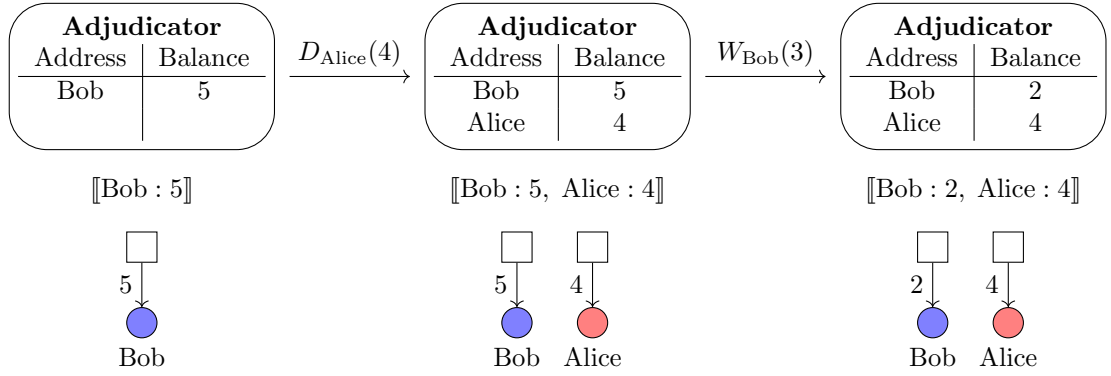 Adjudicator
Address Balance
Bob 5
D_Alice(4)
Adjudicator
Address Balance
Bob 5
Alice 4
W_Bob(3)
Adjudicator
Address Balance
Bob 2
Alice 4
⟦Bob : 5⟧
⟦Bob : 5, Alice : 4⟧
⟦Bob : 2, Alice : 4⟧
5
5
4
2
4
Bob
Bob
Alice
Bob
Alice